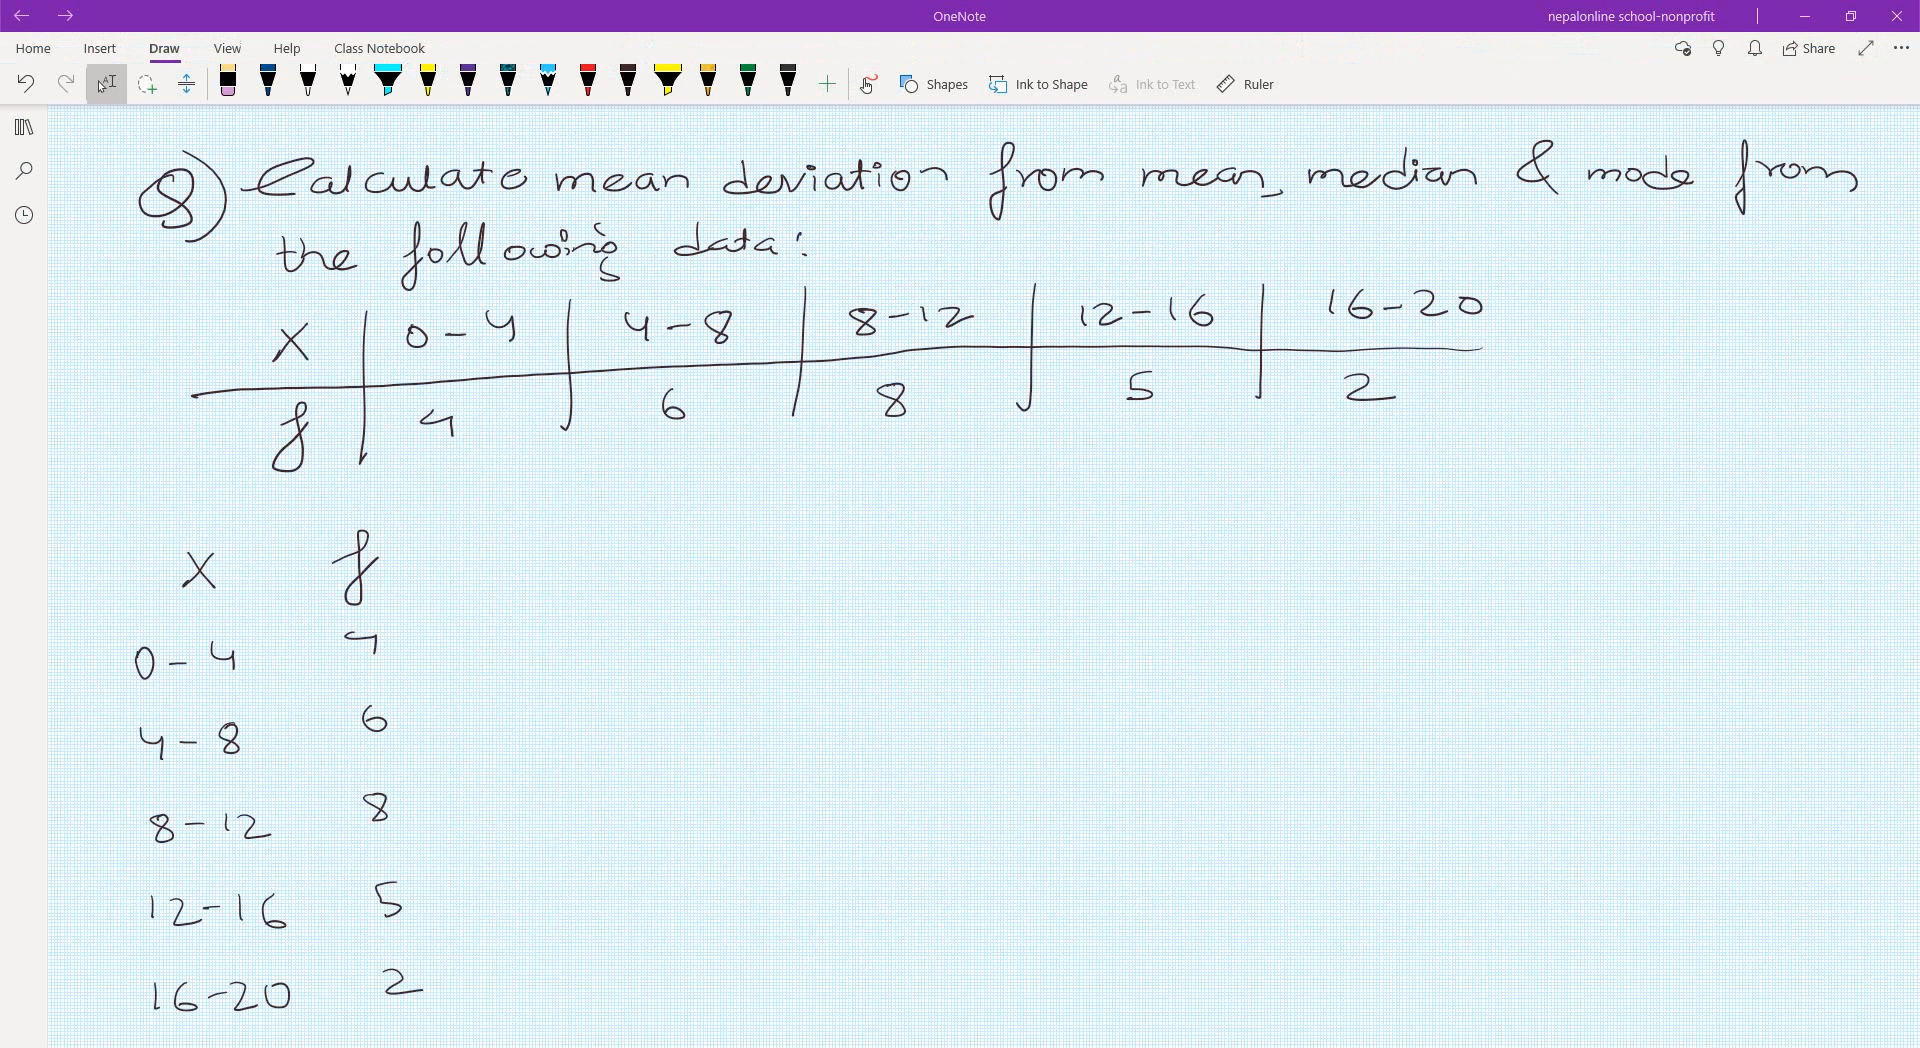 OneNote
nepalonline school-nonprofit
Home Insert Draw View Help Class Notebook
Share
Shapes Ink to Shape Ink to Text Ruler
Q) Calculate mean deviation from mean, median & mode from
the following data:
X 0-4 4-8 8-12 12-16 16-20
f 4 6 8 5 2
X f
0-4 4
4-8 6
8-12 8
12-16 5
16-20 2